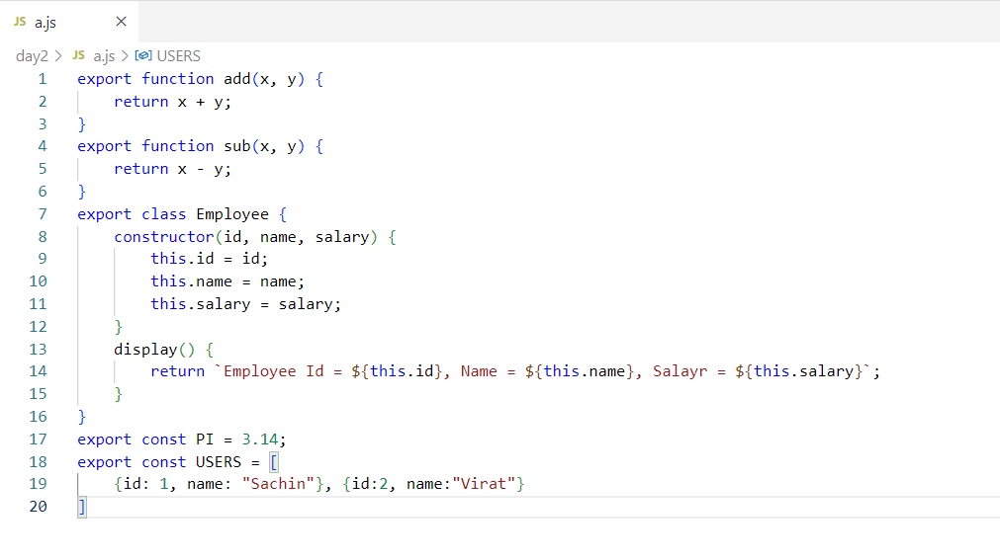 JS a.js ×
day2 > JS a.js > USERS
1 export function add(x, y) {
2     return x + y;
3 }
4 export function sub(x, y) {
5     return x - y;
6 }
7 export class Employee {
8     constructor(id, name, salary) {
9         this.id = id;
10         this.name = name;
11         this.salary = salary;
12     }
13     display() {
14         return `Employee Id = ${this.id}, Name = ${this.name}, Salayr = ${this.salary}`;
15     }
16 }
17 export const PI = 3.14;
18 export const USERS = [
19     {id: 1, name: "Sachin"}, {id:2, name:"Virat"}
20 ]